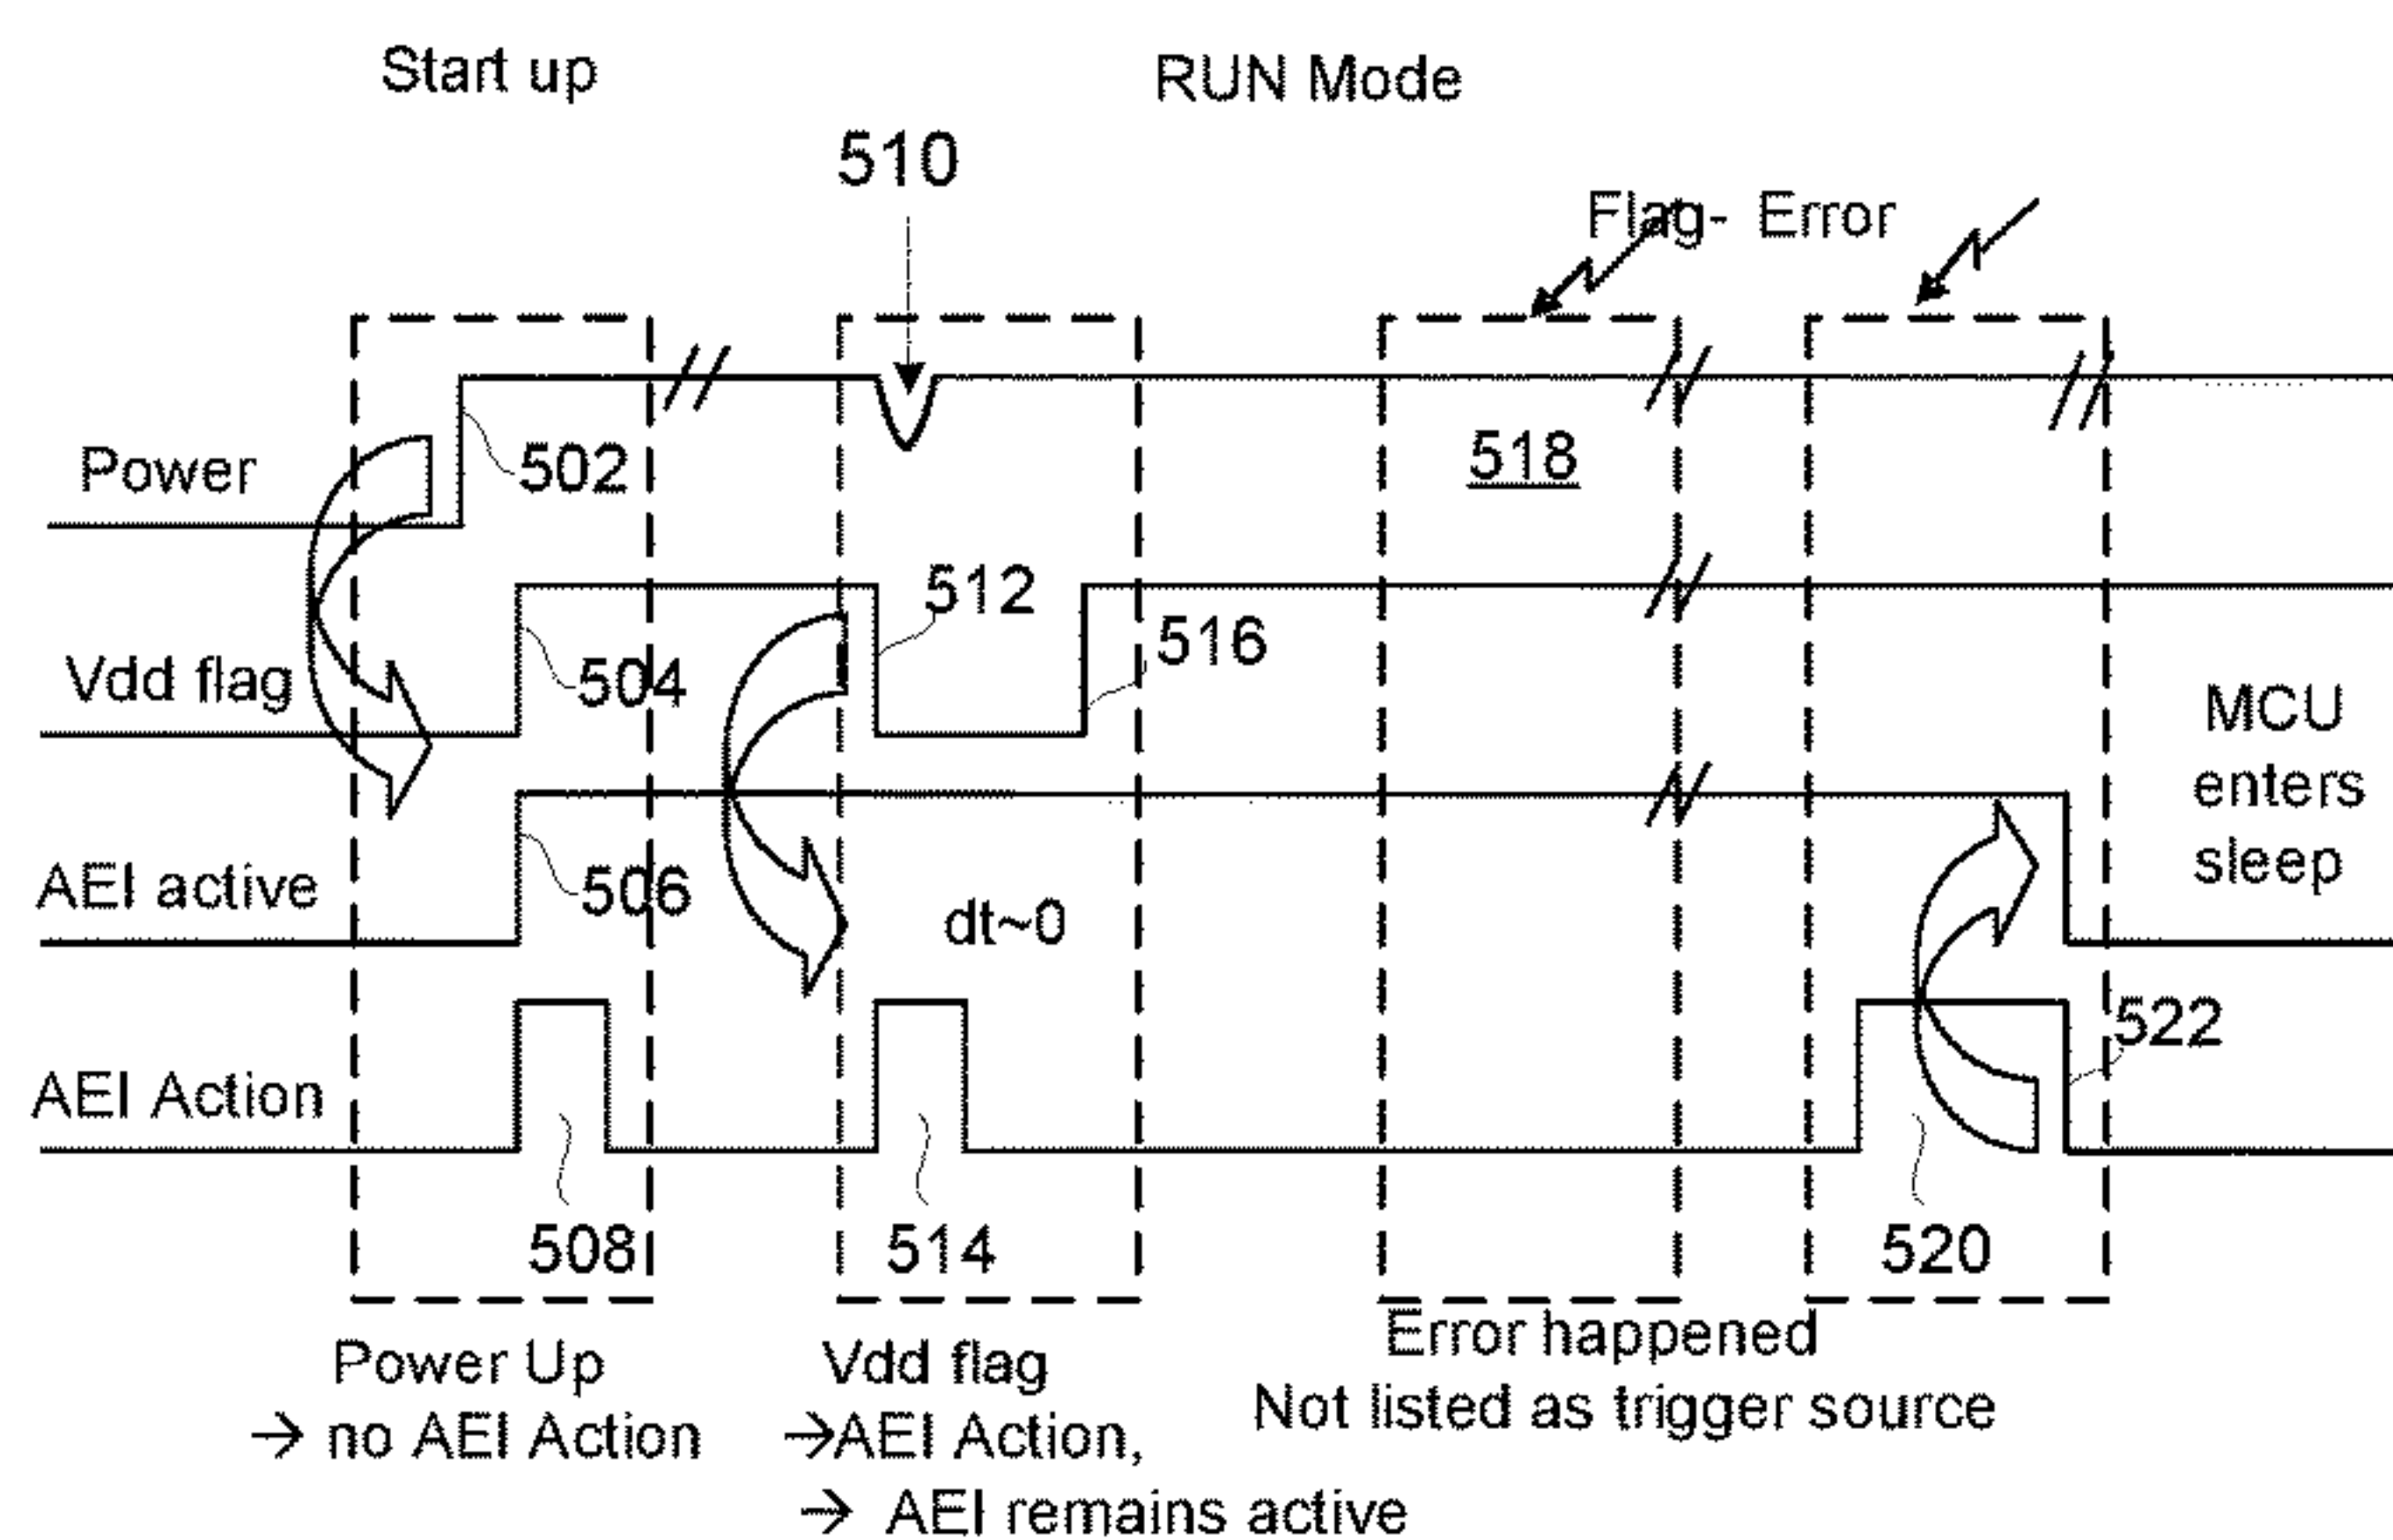 Start up
RUN Mode
510
Flag- Error
Power
502
518
512
516
Vdd flag
504
MCU
enters
sleep
AEI active
506
dt~0
522
AEI Action
508
514
520
Power Up
→ no AEI Action
Vdd flag
→AEI Action,
→ AEI remains active
Error happened
Not listed as trigger source